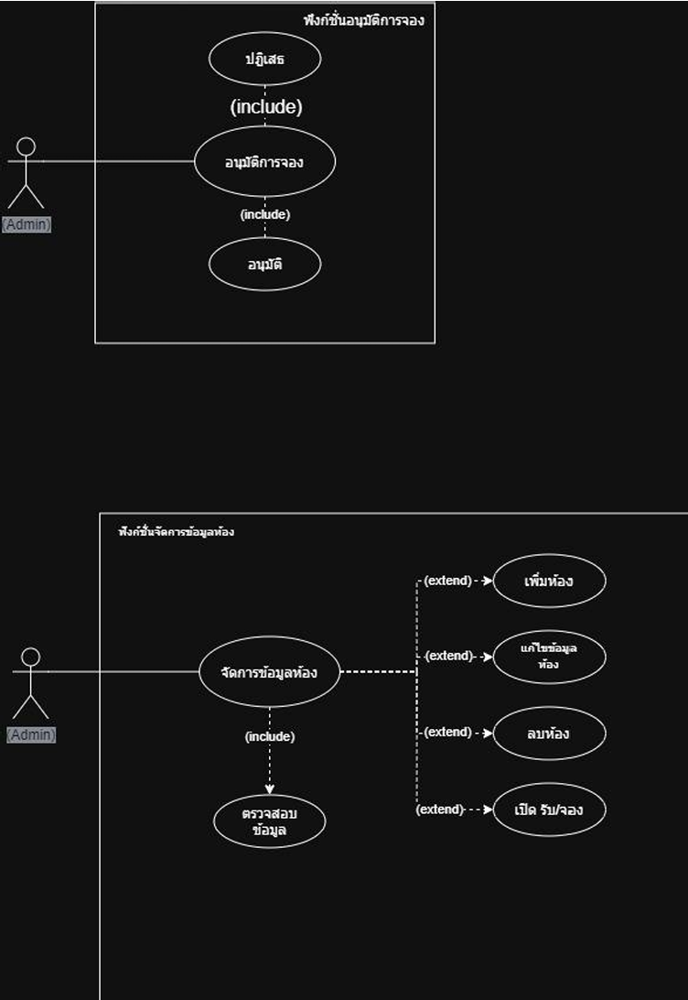 ฟังก์ชั่นอนุมัติการจอง
ปฏิเสธ
(include)
อนุมัติการจอง
(Admin)
(include)
อนุมัติ
ฟังก์ชั่นจัดการข้อมูลห้อง
(extend)
เพิ่มห้อง
(extend)
แก้ไขข้อมูล
ห้อง
จัดการข้อมูลห้อง
(Admin)
(include)
(extend)
ลบห้อง
(extend)
เปิด รับ/จอง
ตรวจสอบ
ข้อมูล